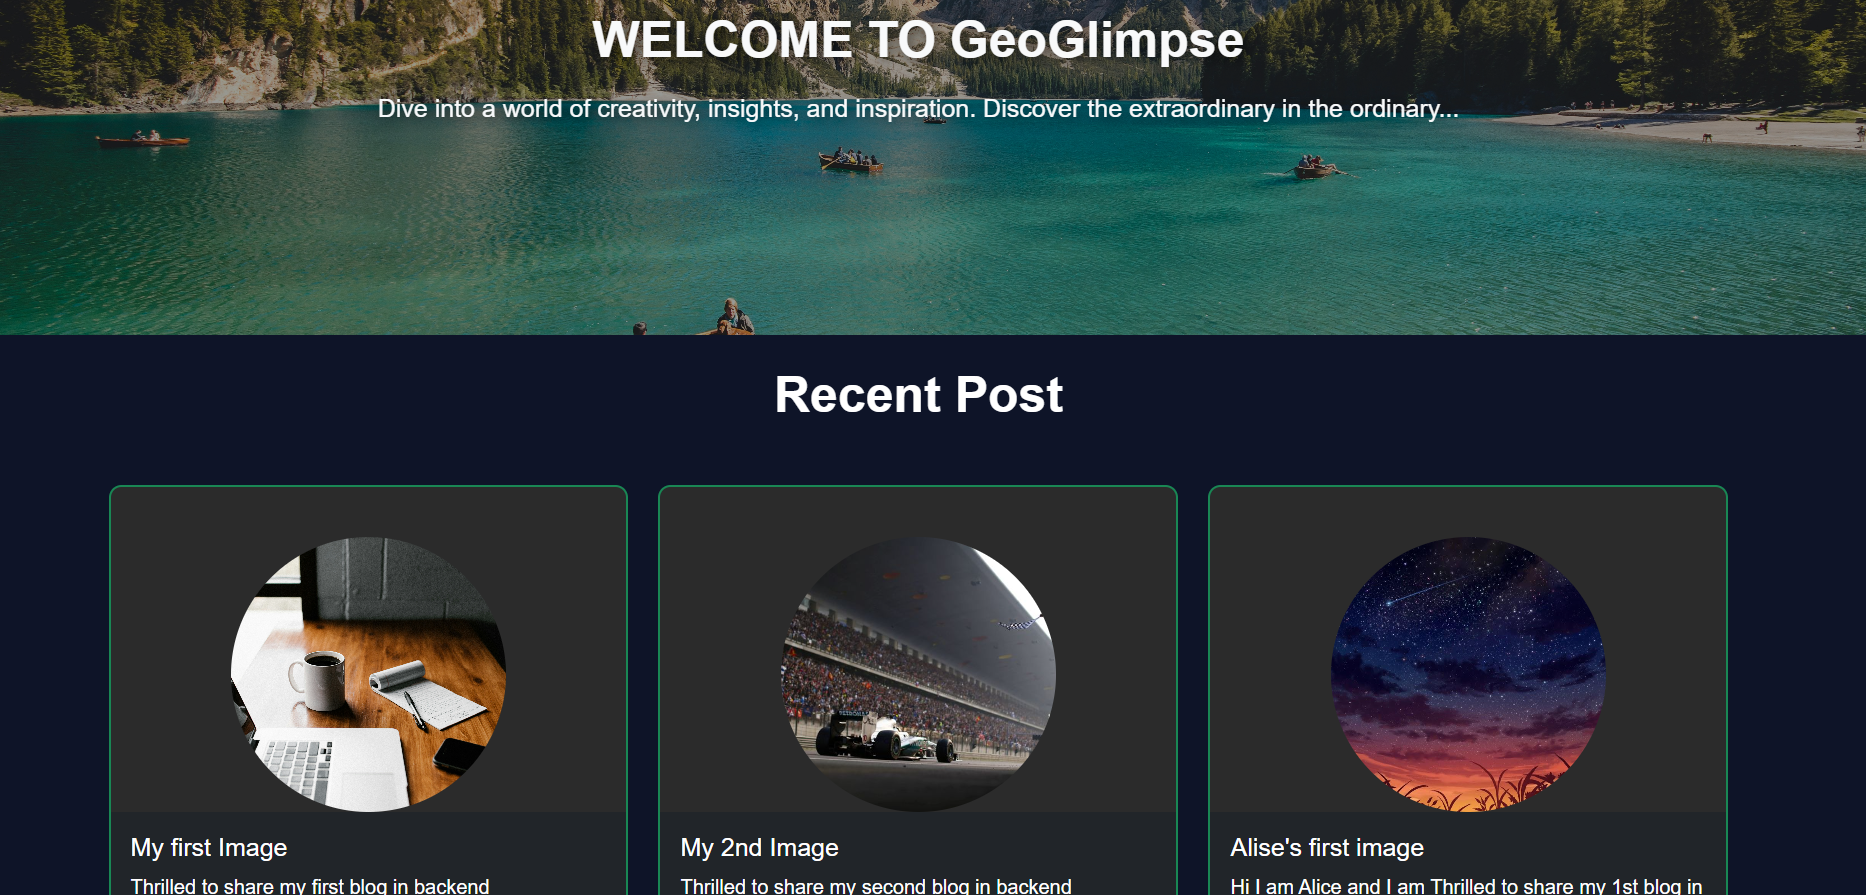 WELCOME TO GeoGlimpse
Dive into a world of creativity, insights, and inspiration. Discover the extraordinary in the ordinary...
Recent Post
PETRONAS
My first Image
My 2nd Image
Alise's first image
Thrilled to share my first blog in backend
Thrilled to share my second blog in backend
Hi I am Alice and I am Thrilled to share my 1st blog in